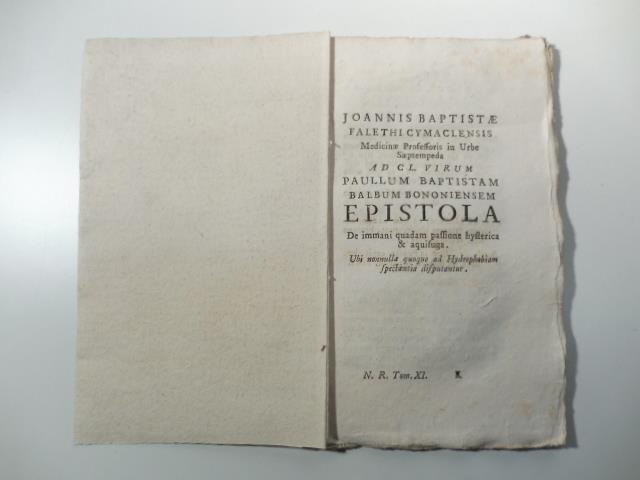 JOANNIS BAPTISTÆ
FALETHI CYMACLENSIS
Medicinæ Profeſſoris in Urbe
Sæptempeda
AD CL. VIRUM
PAULLUM BAPTISTAM
BALBUM BONONIENSEM
EPISTOLA
De immani quadam paſſione hyſterica
& aquifuga.
Ubi nonnulla quoque ad Hydrophobiam
ſpectantia diſputantur.
N. R. Tom. XI. K